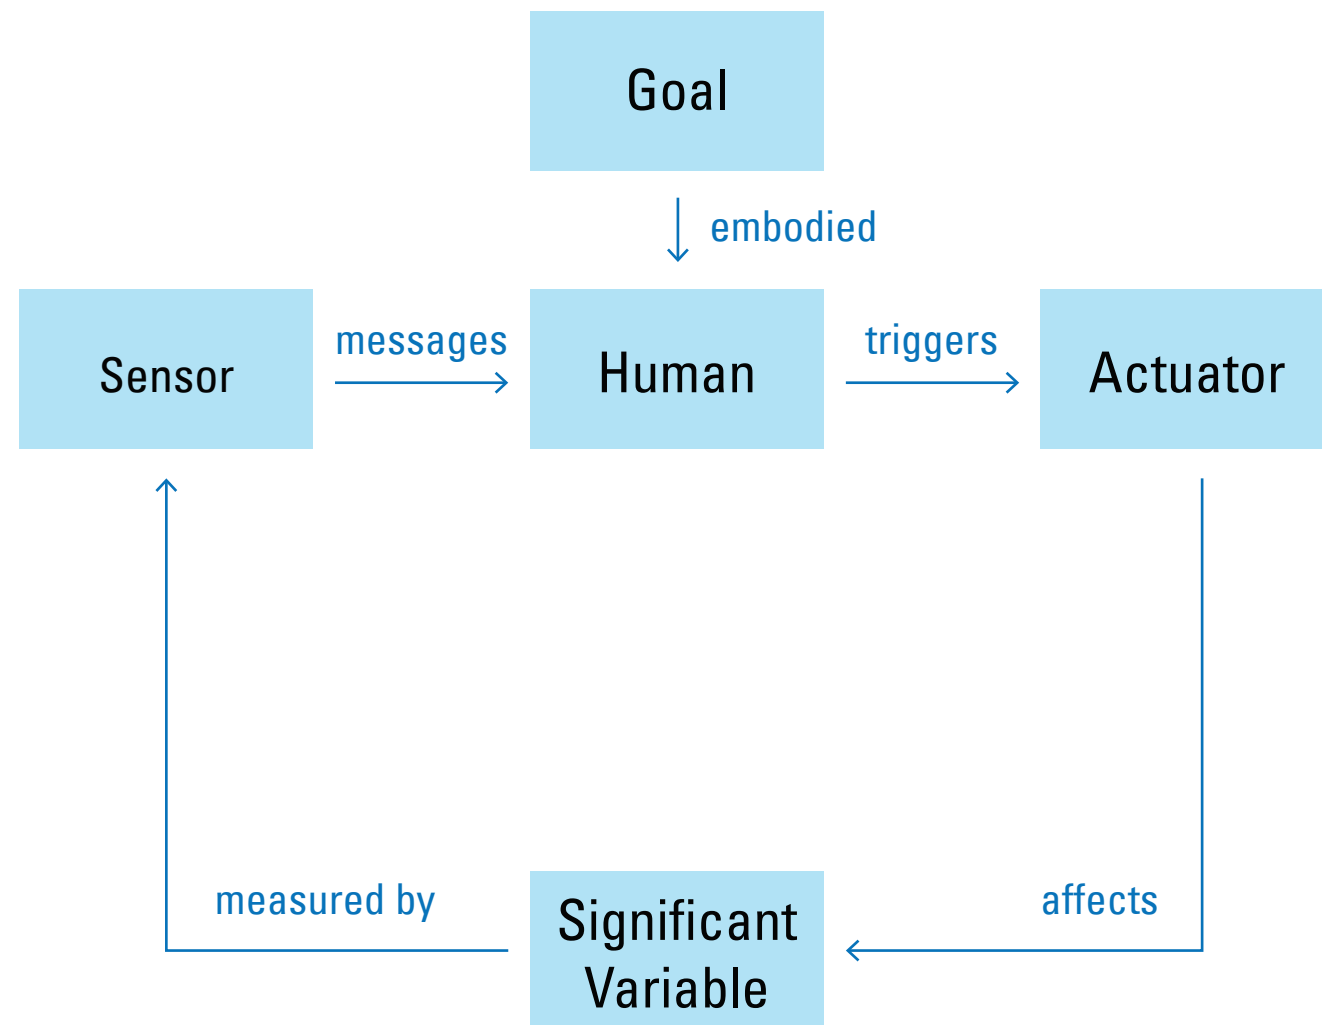 Goal
embodied
Sensor
messages
Human
triggers
Actuator
measured by
Significant
Variable
affects